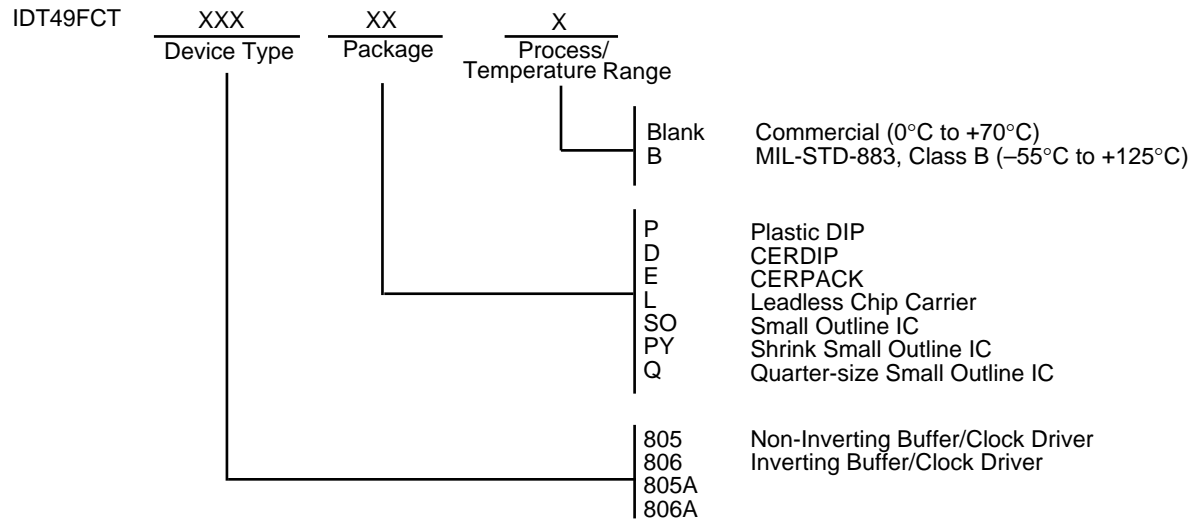 IDT49FCT XXX XX X
Device Type Package Process/
Temperature Range
Blank Commercial (0°C to +70°C)
B MIL-STD-883, Class B (–55°C to +125°C)
P Plastic DIP
D CERDIP
E CERPACK
L Leadless Chip Carrier
SO Small Outline IC
PY Shrink Small Outline IC
Q Quarter-size Small Outline IC
805 Non-Inverting Buffer/Clock Driver
806 Inverting Buffer/Clock Driver
805A
806A